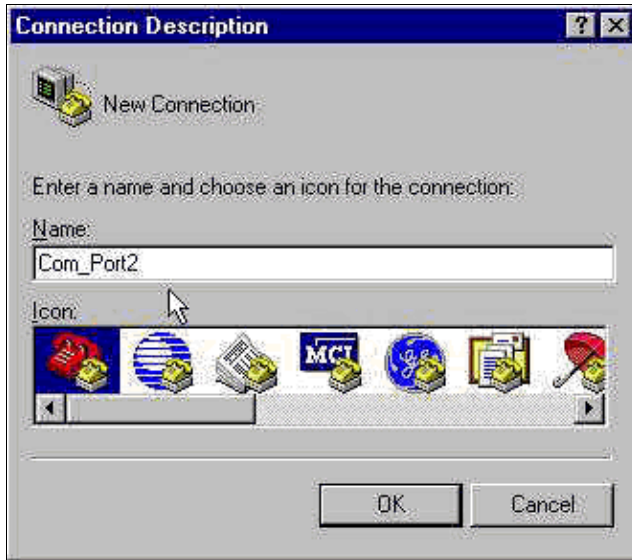 Connection Description
New Connection
Enter a name and choose an icon for the connection:
Name:
Com_Port2
Icon:
MCI
OK Cancel